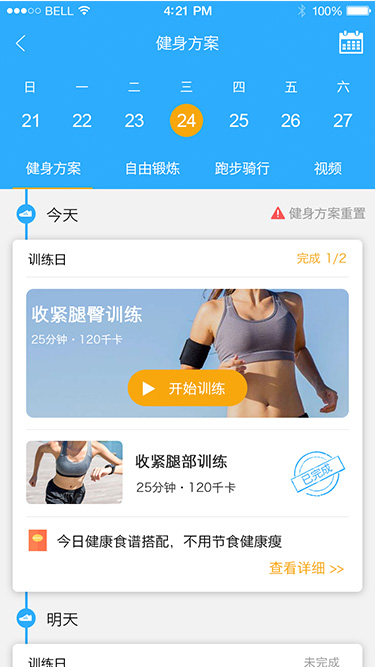 BELL 4:21 PM 100%
健身方案
日 一 二 三 四 五 六
21 22 23 24 25 26 27
健身方案 自由锻炼 跑步骑行 视频
今天 健身方案重置
训练日 完成 1/2
收紧腿臀训练
25分钟·120千卡
开始训练
收紧腿部训练
25分钟·120千卡
已完成
今日健康食谱搭配，不用节食健康瘦
查看详细 >>
明天
训练日 未完成